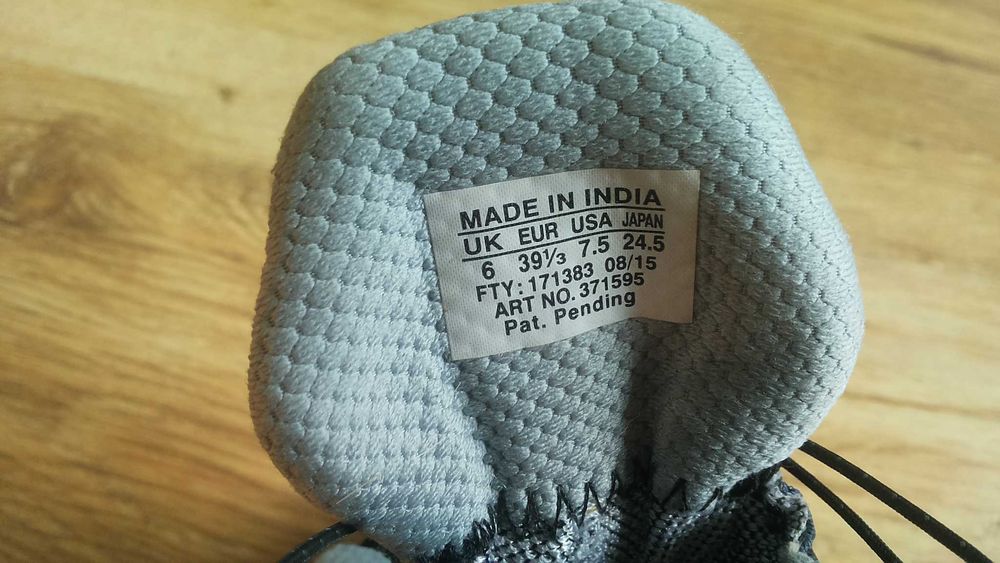 MADE IN INDIA
UK EUR USA JAPAN
6 39⅓ 7.5 24.5
FTY: 171383 08/15
ART NO. 371595
Pat. Pending